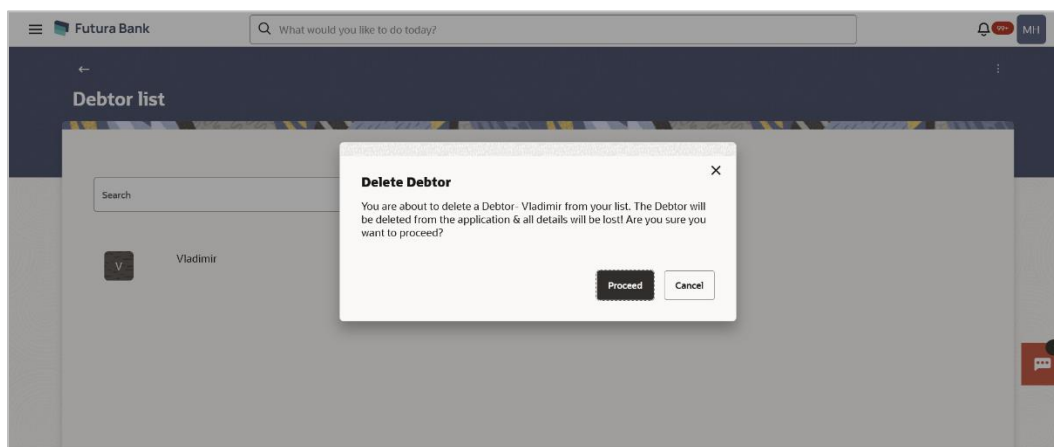 Futura Bank
What would you like to do today?
99+
MH
Debtor list
Search
V
Vladimir
Delete Debtor
You are about to delete a Debtor- Vladimir from your list. The Debtor will
be deleted from the application & all details will be lost! Are you sure you
want to proceed?
Proceed
Cancel